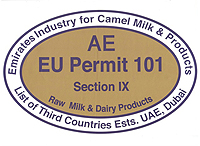 Emirates Industry for Camel Milk & Products
AE
EU Permit 101
Section IX
Raw Milk & Dairy Products
List of Third Countries Ests. UAE, Dubai